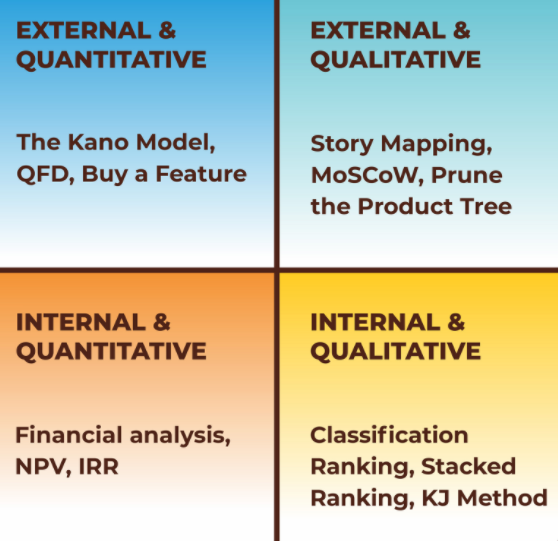 EXTERNAL &
QUANTITATIVE
The Kano Model,
QFD, Buy a Feature
EXTERNAL &
QUALITATIVE
Story Mapping,
MoSCoW, Prune
the Product Tree
INTERNAL &
QUANTITATIVE
Financial analysis,
NPV, IRR
INTERNAL &
QUALITATIVE
Classification
Ranking, Stacked
Ranking, KJ Method